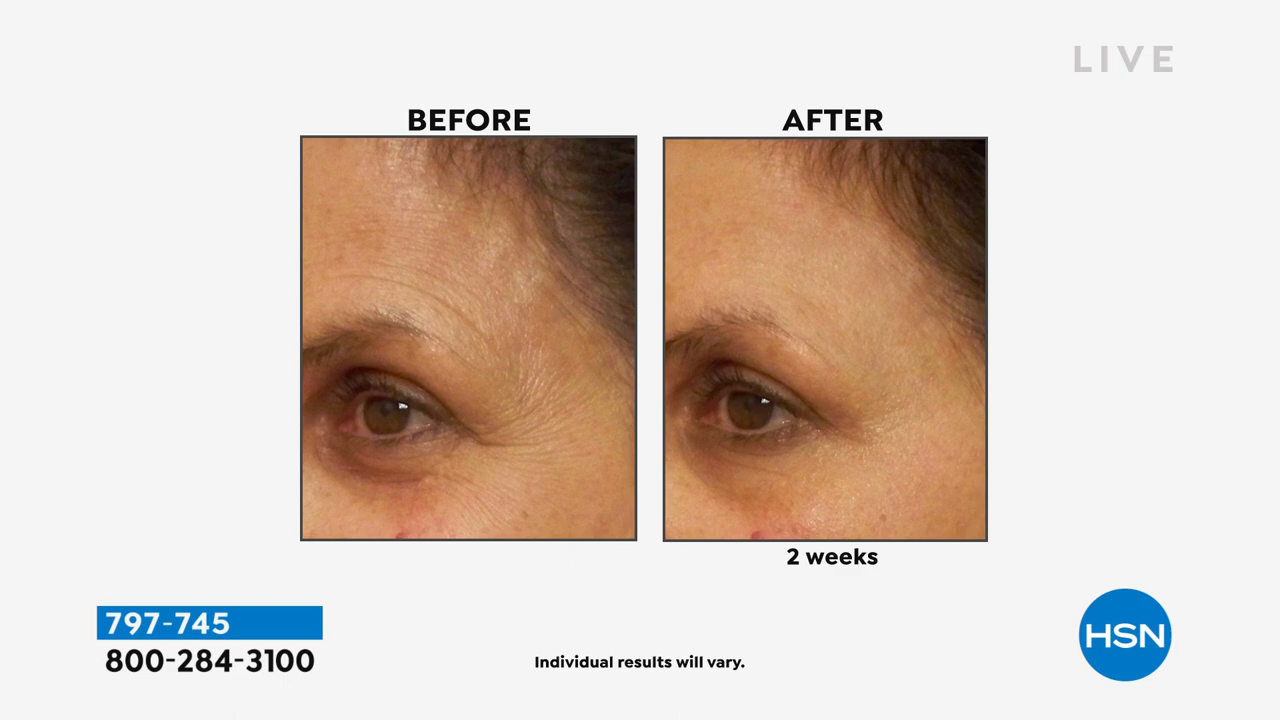 LIVE
BEFORE
AFTER
2 weeks
797-745
800-284-3100
Individual results will vary.
HSN